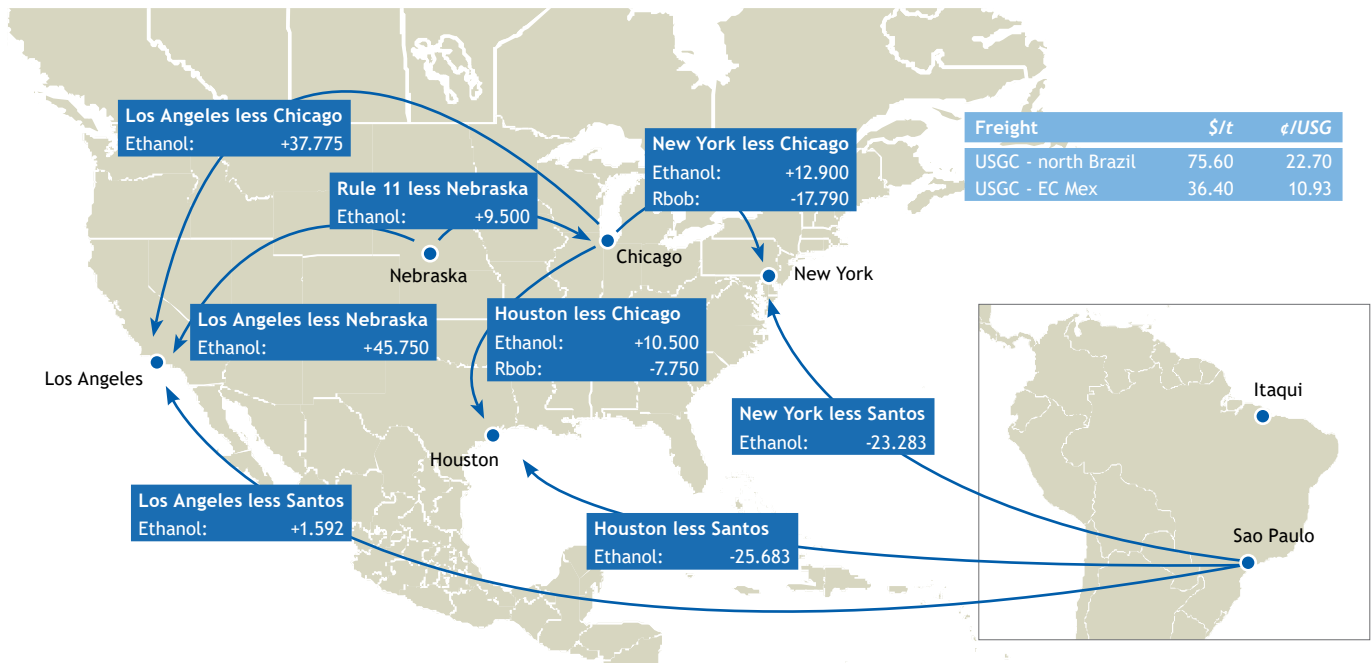 Los Angeles less Chicago
Ethanol: +37.775
New York less Chicago
Ethanol: +12.900
Rbob: -17.790
Freight $/t ¢/USG
USGC - north Brazil 75.60 22.70
USGC - EC Mex 36.40 10.93
Rule 11 less Nebraska
Ethanol: +9.500
Chicago
Nebraska
New York
Los Angeles less Nebraska
Ethanol: +45.750
Houston less Chicago
Ethanol: +10.500
Rbob: -7.750
Los Angeles
Itaqui
New York less Santos
Ethanol: -23.283
Houston
Los Angeles less Santos
Ethanol: +1.592
Houston less Santos
Ethanol: -25.683
Sao Paulo